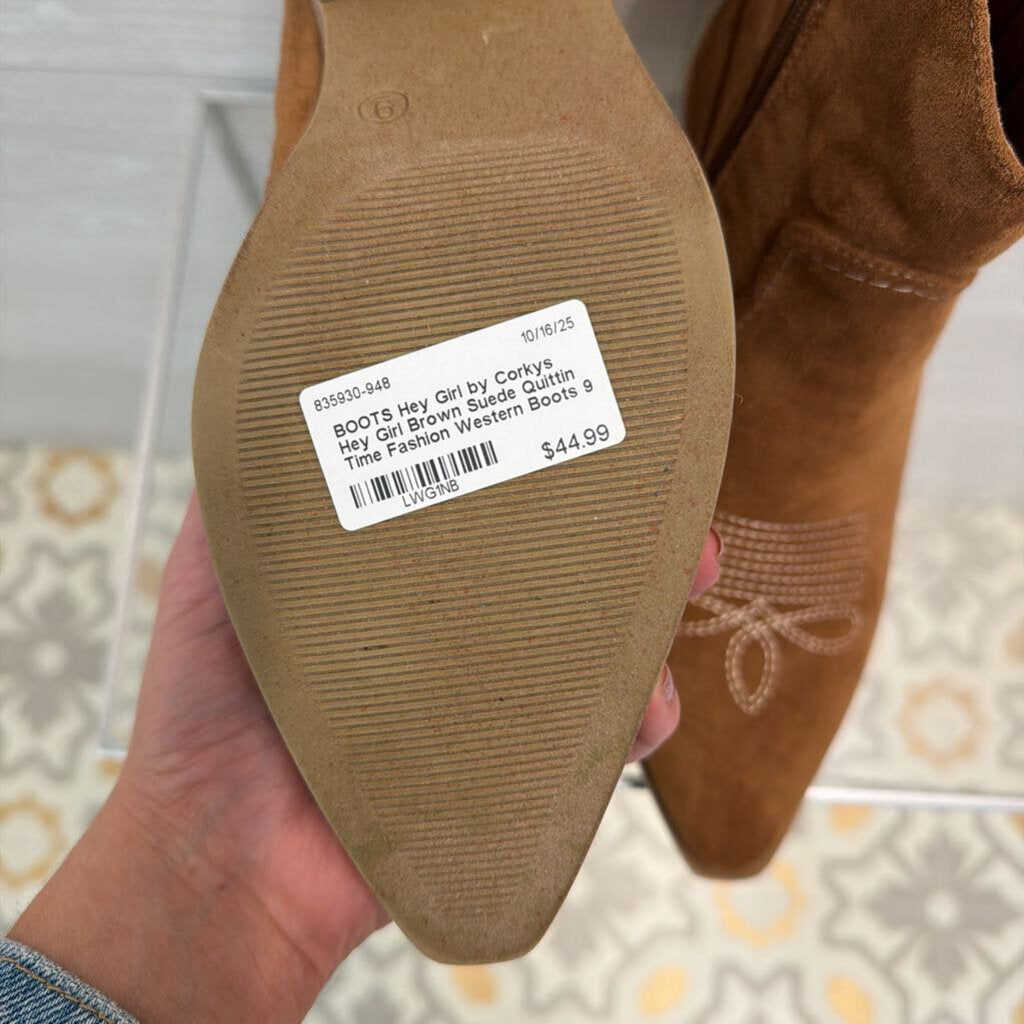 9
835930-948 10/16/25
BOOTS Hey Girl by Corkys
Hey Girl Brown Suede Quittin
Time Fashion Western Boots 9
LWG1NB $44.99